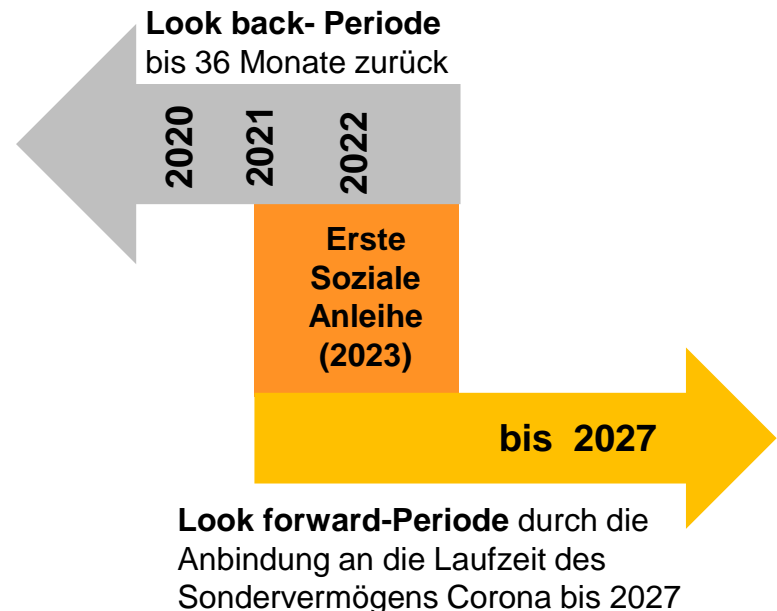 Look back- Periode
bis 36 Monate zurück
2020
2021
2022
Erste
Soziale
Anleihe
(2023)
bis 2027
Look forward-Periode durch die
Anbindung an die Laufzeit des
Sondervermögens Corona bis 2027